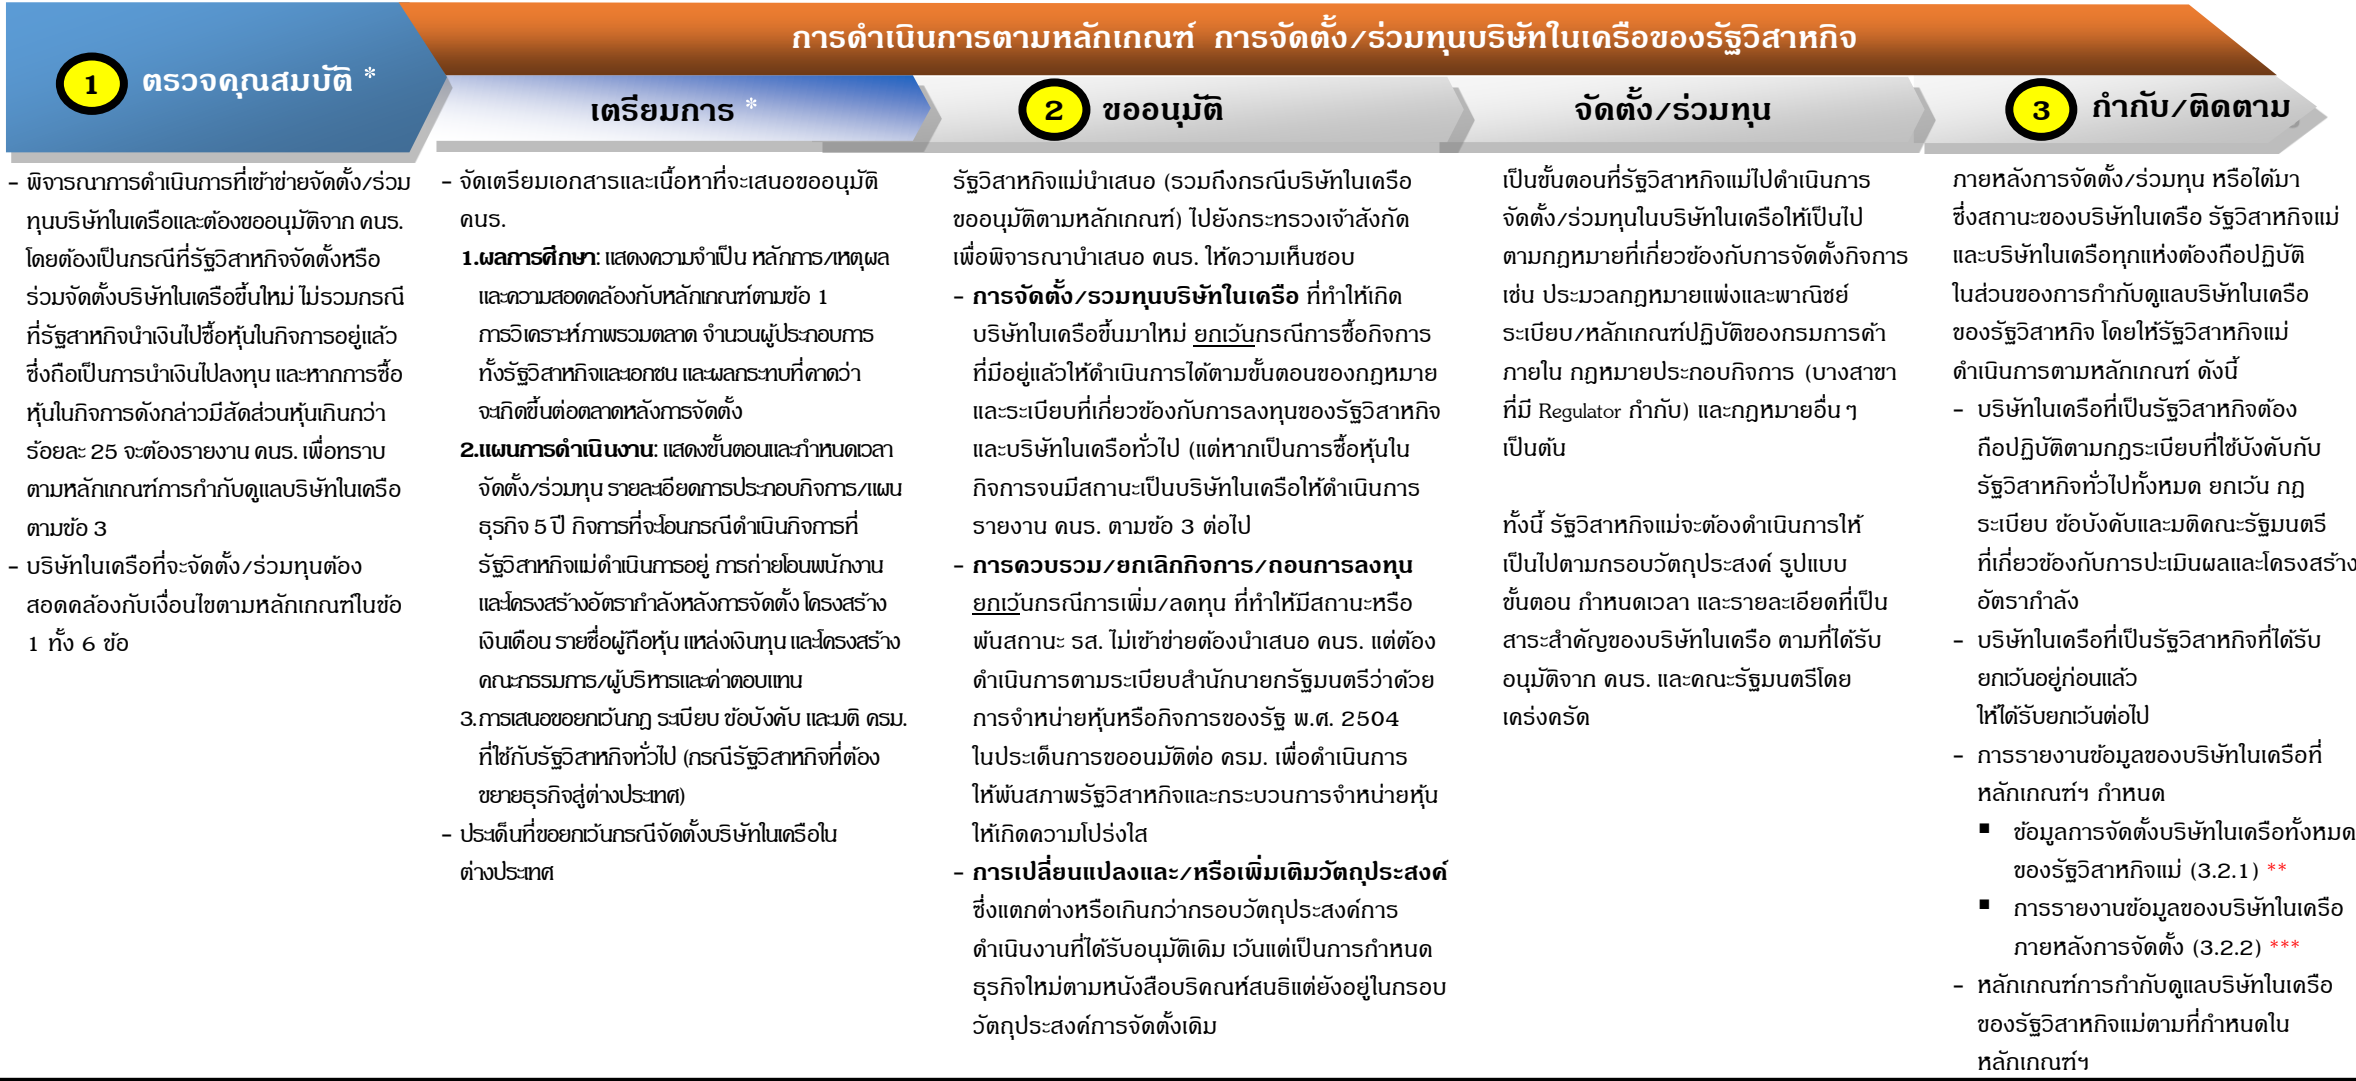 การดำเนินการตามหลักเกณฑ์ การจัดตั้ง/ร่วมทุนบริษัทในเครือของรัฐวิสาหกิจ
1 ตรวจคุณสมบัติ *
- พิจารณาการดำเนินการที่เข้าข่ายจัดตั้ง/ร่วม
ทุนบริษัทในเครือและต้องขออนุมัติจาก คนร.
โดยต้องเป็นกรณีที่รัฐวิสาหกิจจัดตั้งหรือ
ร่วมจัดตั้งบริษัทในเครือขึ้นใหม่ ไม่รวมกรณี
ที่รัฐสาหกิจนำเงินไปซื้อหุ้นในกิจการอยู่แล้ว
ซึ่งถือเป็นการนำเงินไปลงทุน และหากการซื้อ
หุ้นในกิจการดังกล่าวมีสัดส่วนหุ้นเกินกว่า
ร้อยละ 25 จะต้องรายงาน คนร. เพื่อทราบ
ตามหลักเกณฑ์การกำกับดูแลบริษัทในเครือ
ตามข้อ 3
- บริษัทในเครือที่จะจัดตั้ง/ร่วมทุนต้อง
สอดคล้องกับเงื่อนไขตามหลักเกณฑ์ในข้อ
1 ทั้ง 6 ข้อ
เตรียมการ *
- จัดเตรียมเอกสารและเนื้อหาที่จะเสนอขออนุมัติ
คนร.
1.ผลการศึกษา: แสดงความจำเป็น หลักการ/เหตุผล
และความสอดคล้องกับหลักเกณฑ์ตามข้อ 1
การวิเคราะห์ภาพรวมตลาด จำนวนผู้ประกอบการ
ทั้งรัฐวิสาหกิจและเอกชน และผลกระทบที่คาดว่า
จะเกิดขึ้นต่อตลาดหลังการจัดตั้ง
2.แผนการดำเนินงาน: แสดงขั้นตอนและกำหนดเวลา
จัดตั้ง/ร่วมทุน รายละเอียดการประกอบกิจการ/แผน
ธุรกิจ 5 ปี กิจการที่จะโอนกรณีดำเนินกิจการที่
รัฐวิสาหกิจแม่ดำเนินการอยู่ การถ่ายโอนพนักงาน
และโครงสร้างอัตรากำลังหลังการจัดตั้ง โครงสร้าง
เงินเดือน รายชื่อผู้ถือหุ้น แหล่งเงินทุน และโครงสร้าง
คณะกรรมการ/ผู้บริหารและค่าตอบแทน
3.การเสนอขอยกเว้นกฎ ระเบียบ ข้อบังคับ และมติ ครม.
ที่ใช้กับรัฐวิสาหกิจทั่วไป (กรณีรัฐวิสาหกิจที่ต้อง
ขยายธุรกิจสู่ต่างประเทศ)
- ประเด็นที่ขอยกเว้นกรณีจัดตั้งบริษัทในเครือใน
ต่างประเทศ
2 ขออนุมัติ
รัฐวิสาหกิจแม่นำเสนอ (รวมถึงกรณีบริษัทในเครือ
ขออนุมัติตามหลักเกณฑ์) ไปยังกระทรวงเจ้าสังกัด
เพื่อพิจารณานำเสนอ คนร. ให้ความเห็นชอบ
- การจัดตั้ง/รวมทุนบริษัทในเครือ ที่ทำให้เกิด
บริษัทในเครือขึ้นมาใหม่ ยกเว้นกรณีการซื้อกิจการ
ที่มีอยู่แล้วให้ดำเนินการได้ตามขั้นตอนของกฎหมาย
และระเบียบที่เกี่ยวข้องกับการลงทุนของรัฐวิสาหกิจ
และบริษัทในเครือทั่วไป (แต่หากเป็นการซื้อหุ้นใน
กิจการจนมีสถานะเป็นบริษัทในเครือให้ดำเนินการ
รายงาน คนร. ตามข้อ 3 ต่อไป
- การควบรวม/ยกเลิกกิจการ/ถอนการลงทุน
ยกเว้นกรณีการเพิ่ม/ลดทุน ที่ทำให้มีสถานะหรือ
พ้นสถานะ รส. ไม่เข้าข่ายต้องนำเสนอ คนร. แต่ต้อง
ดำเนินการตามระเบียบสำนักนายกรัฐมนตรีว่าด้วย
การจำหน่ายหุ้นหรือกิจการของรัฐ พ.ศ. 2504
ในประเด็นการขออนมัติต่อ ครม. เพื่อดำเนินการ
ให้พ้นสภาพรัฐวิสาหกิจและกระบวนการจำหน่ายหุ้น
ให้เกิดความโปร่งใส
- การเปลี่ยนแปลงและ/หรือเพิ่มเติมวัตถุประสงค์
ซึ่งแตกต่างหรือเกินกว่ากรอบวัตถุประสงค์การ
ดำเนินงานที่ได้รับอนุมัติเดิม เว้นแต่เป็นการกำหนด
ธุรกิจใหม่ตามหนังสือบริคณห์สนธิแต่ยังอยู่ในกรอบ
วัตถุประสงค์การจัดตั้งเดิม
จัดตั้ง/ร่วมทุน
เป็นขั้นตอนที่รัฐวิสาหกิจแม่ไปดำเนินการ
จัดตั้ง/ร่วมทุนในบริษัทในเครือให้เป็นไป
ตามกฎหมายที่เกี่ยวข้องกับการจัดตั้งกิจการ
เช่น ประมวลกฎหมายแพ่งและพาณิชย์
ระเบียบ/หลักเกณฑ์ปฏิบัติของกรมการค้า
ภายใน กฎหมายประกอบกิจการ (บางสาขา
ที่มี Regulator กำกับ) และกฎหมายอื่น ๆ
เป็นต้น
ทั้งนี้ รัฐวิสาหกิจแม่จะต้องดำเนินการให้
เป็นไปตามกรอบวัตถุประสงค์ รูปแบบ
ขั้นตอน กำหนดเวลา และรายละเอียดที่เป็น
สาระสำคัญของบริษัทในเครือ ตามที่ได้รับ
อนุมัติจาก คนร. และคณะรัฐมนตรีโดย
เคร่งครัด
3 กำกับ/ติดตาม
ภายหลังการจัดตั้ง/ร่วมทุน หรือได้มา
ซึ่งสถานะของบริษัทในเครือ รัฐวิสาหกิจแม่
และบริษัทในเครือทุกแห่งต้องถือปฏิบัติ
ในส่วนของการกำกับดูแลบริษัทในเครือ
ของรัฐวิสาหกิจ โดยให้รัฐวิสาหกิจแม่
ดำเนินการตามหลักเกณฑ์ ดังนี้
- บริษัทในเครือที่เป็นรัฐวิสาหกิจต้อง
ถือปฏิบัติตามกฎระเบียบที่ใช้บังคับกับ
รัฐวิสาหกิจทั่วไปทั้งหมด ยกเว้น กฎ
ระเบียบ ข้อบังคับและมติคณะรัฐมนตรี
ที่เกี่ยวข้องกับการปะเมินผลและโครงสร้าง
อัตรากำลัง
- บริษัทในเครือที่เป็นรัฐวิสาหกิจที่ได้รับ
ยกเว้นอยู่ก่อนแล้ว
ให้ได้รับยกเว้นต่อไป
- การรายงานข้อมูลของบริษัทในเครือที่
หลักเกณฑ์ฯ กำหนด
▪ ข้อมูลการจัดตั้งบริษัทในเครือทั้งหมด
ของรัฐวิสาหกิจแม่ (3.2.1) **
▪ การรายงานข้อมูลของบริษัทในเครือ
ภายหลังการจัดตั้ง (3.2.2) ***
- หลักเกณฑ์การกำกับดูแลบริษัทในเครือ
ของรัฐวิสาหกิจแม่ตามที่กำหนดใน
หลักเกณฑ์ฯ